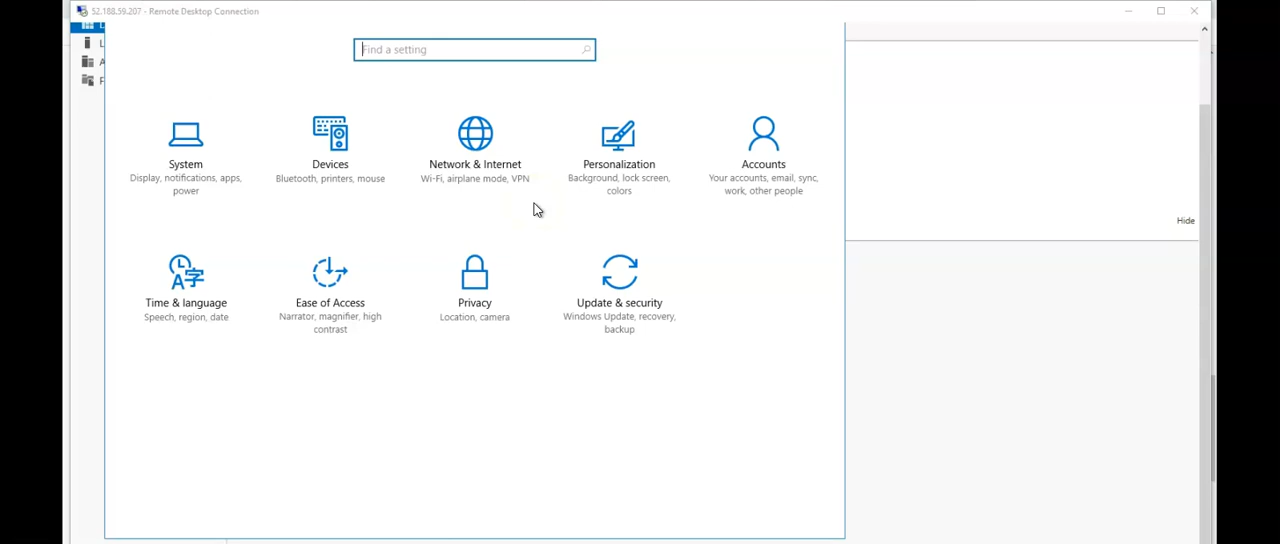 52.188.59.207 - Remote Desktop Connection
Find a setting
System
Display, notifications, apps,
power
Devices
Bluetooth, printers, mouse
Network & Internet
Wi-Fi, airplane mode, VPN
Personalization
Background, lock screen,
colors
Accounts
Your accounts, email, sync,
work, other people
Hide
Time & language
Speech, region, date
Ease of Access
Narrator, magnifier, high
contrast
Privacy
Location, camera
Update & security
Windows Update, recovery,
backup